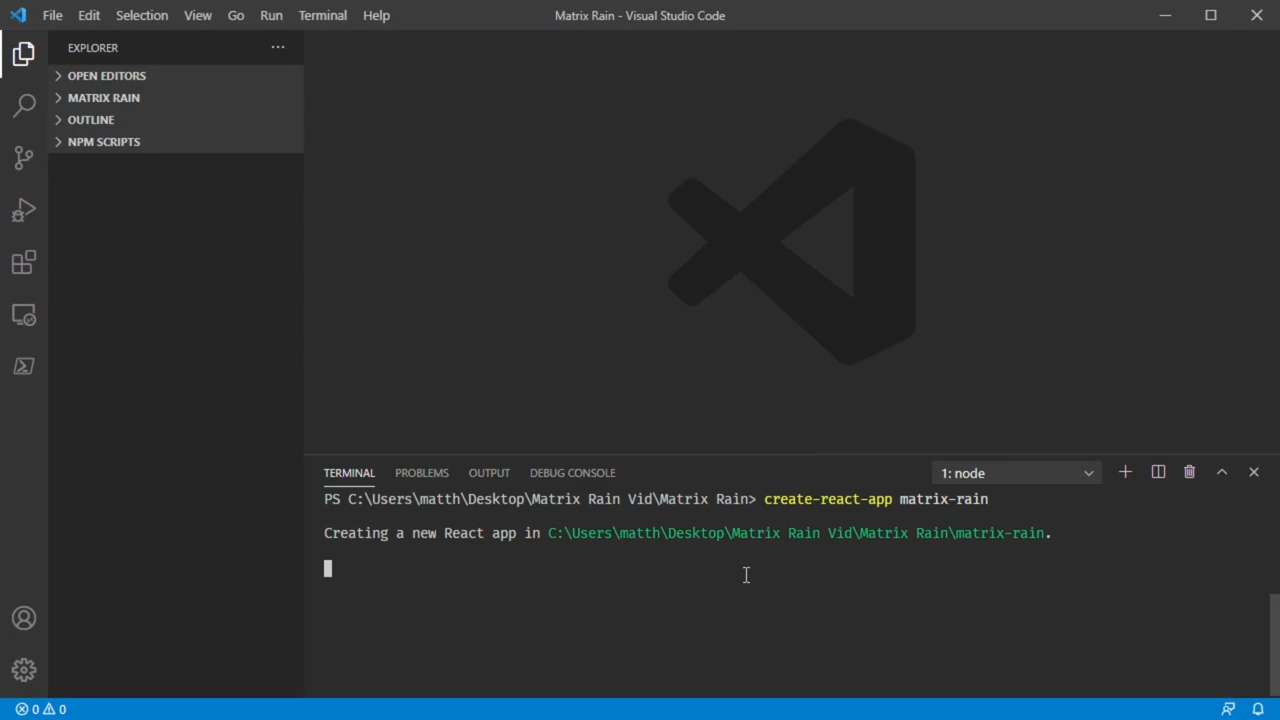 File Edit Selection View Go Run Terminal Help
Matrix Rain - Visual Studio Code
EXPLORER
OPEN EDITORS
MATRIX RAIN
OUTLINE
NPM SCRIPTS
TERMINAL PROBLEMS OUTPUT DEBUG CONSOLE
1: node
PS C:\Users\matth\Desktop\Matrix Rain Vid\Matrix Rain> create-react-app matrix-rain
Creating a new React app in C:\Users\matth\Desktop\Matrix Rain Vid\Matrix Rain\matrix-rain.
0 0